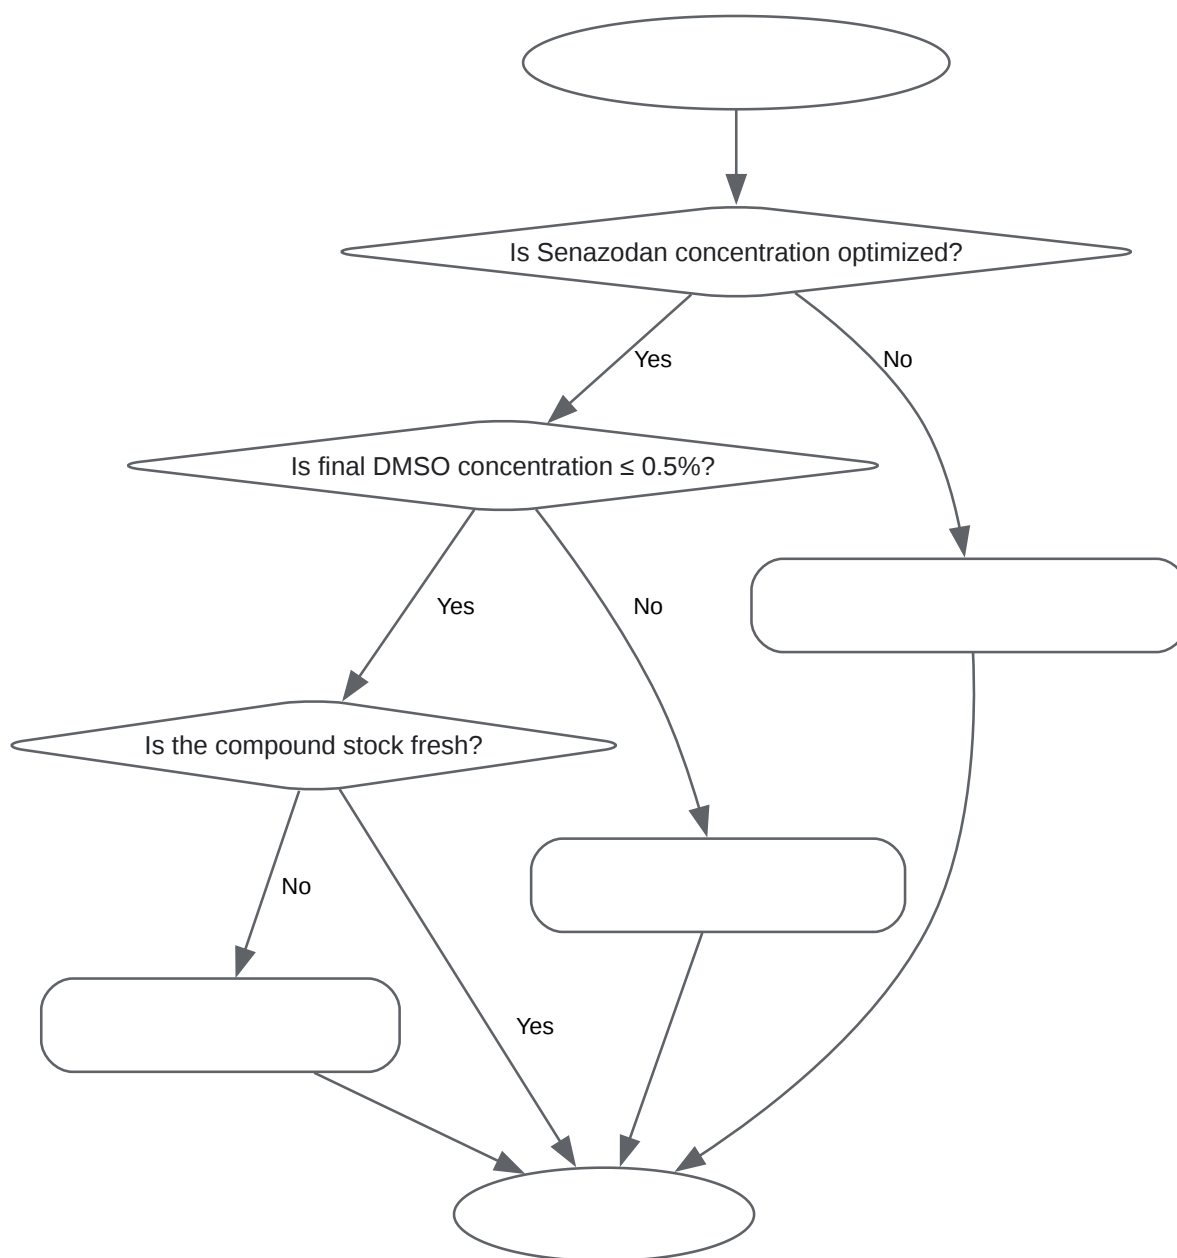 Is Senazodan concentration optimized?
Yes
No
Is final DMSO concentration ≤ 0.5%?
Yes
No
Is the compound stock fresh?
No
Yes